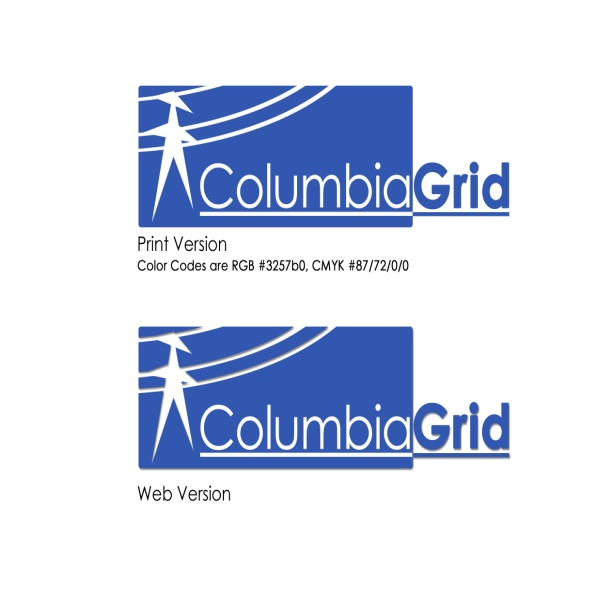 ColumbiaGrid
Print Version
Color Codes are RGB #3257b0, CMYK #87/72/0/0
ColumbiaGrid
Web Version